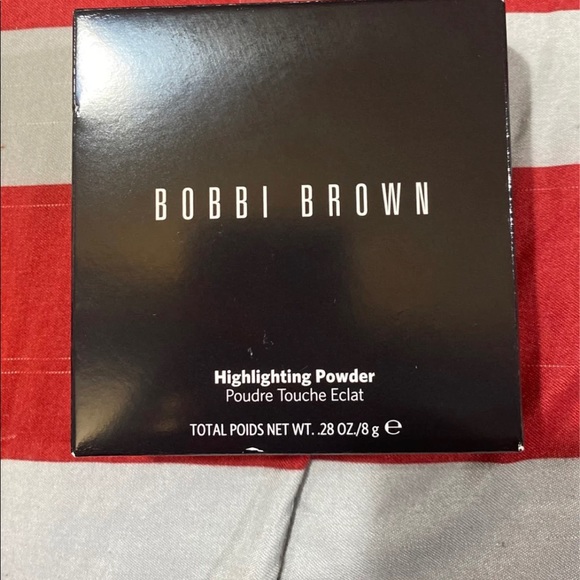 BOBBI BROWN
Highlighting Powder
Poudre Touche Eclat
TOTAL POIDS NET WT. .28 OZ./8 g ℮